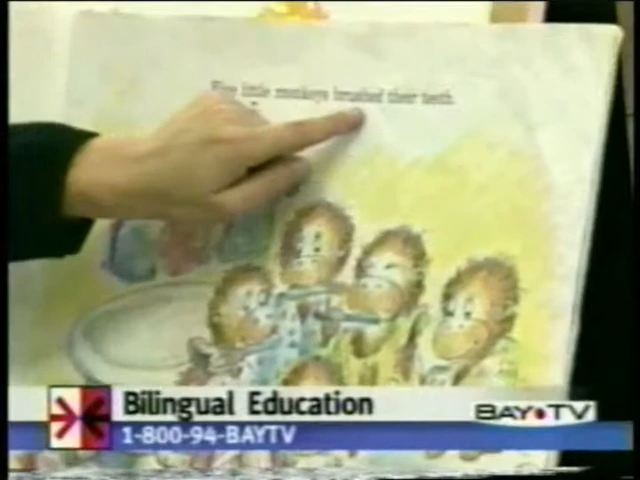 Five little monkeys brushed their teeth.
Bilingual Education
BAY TV
1-800-94-BAYTV